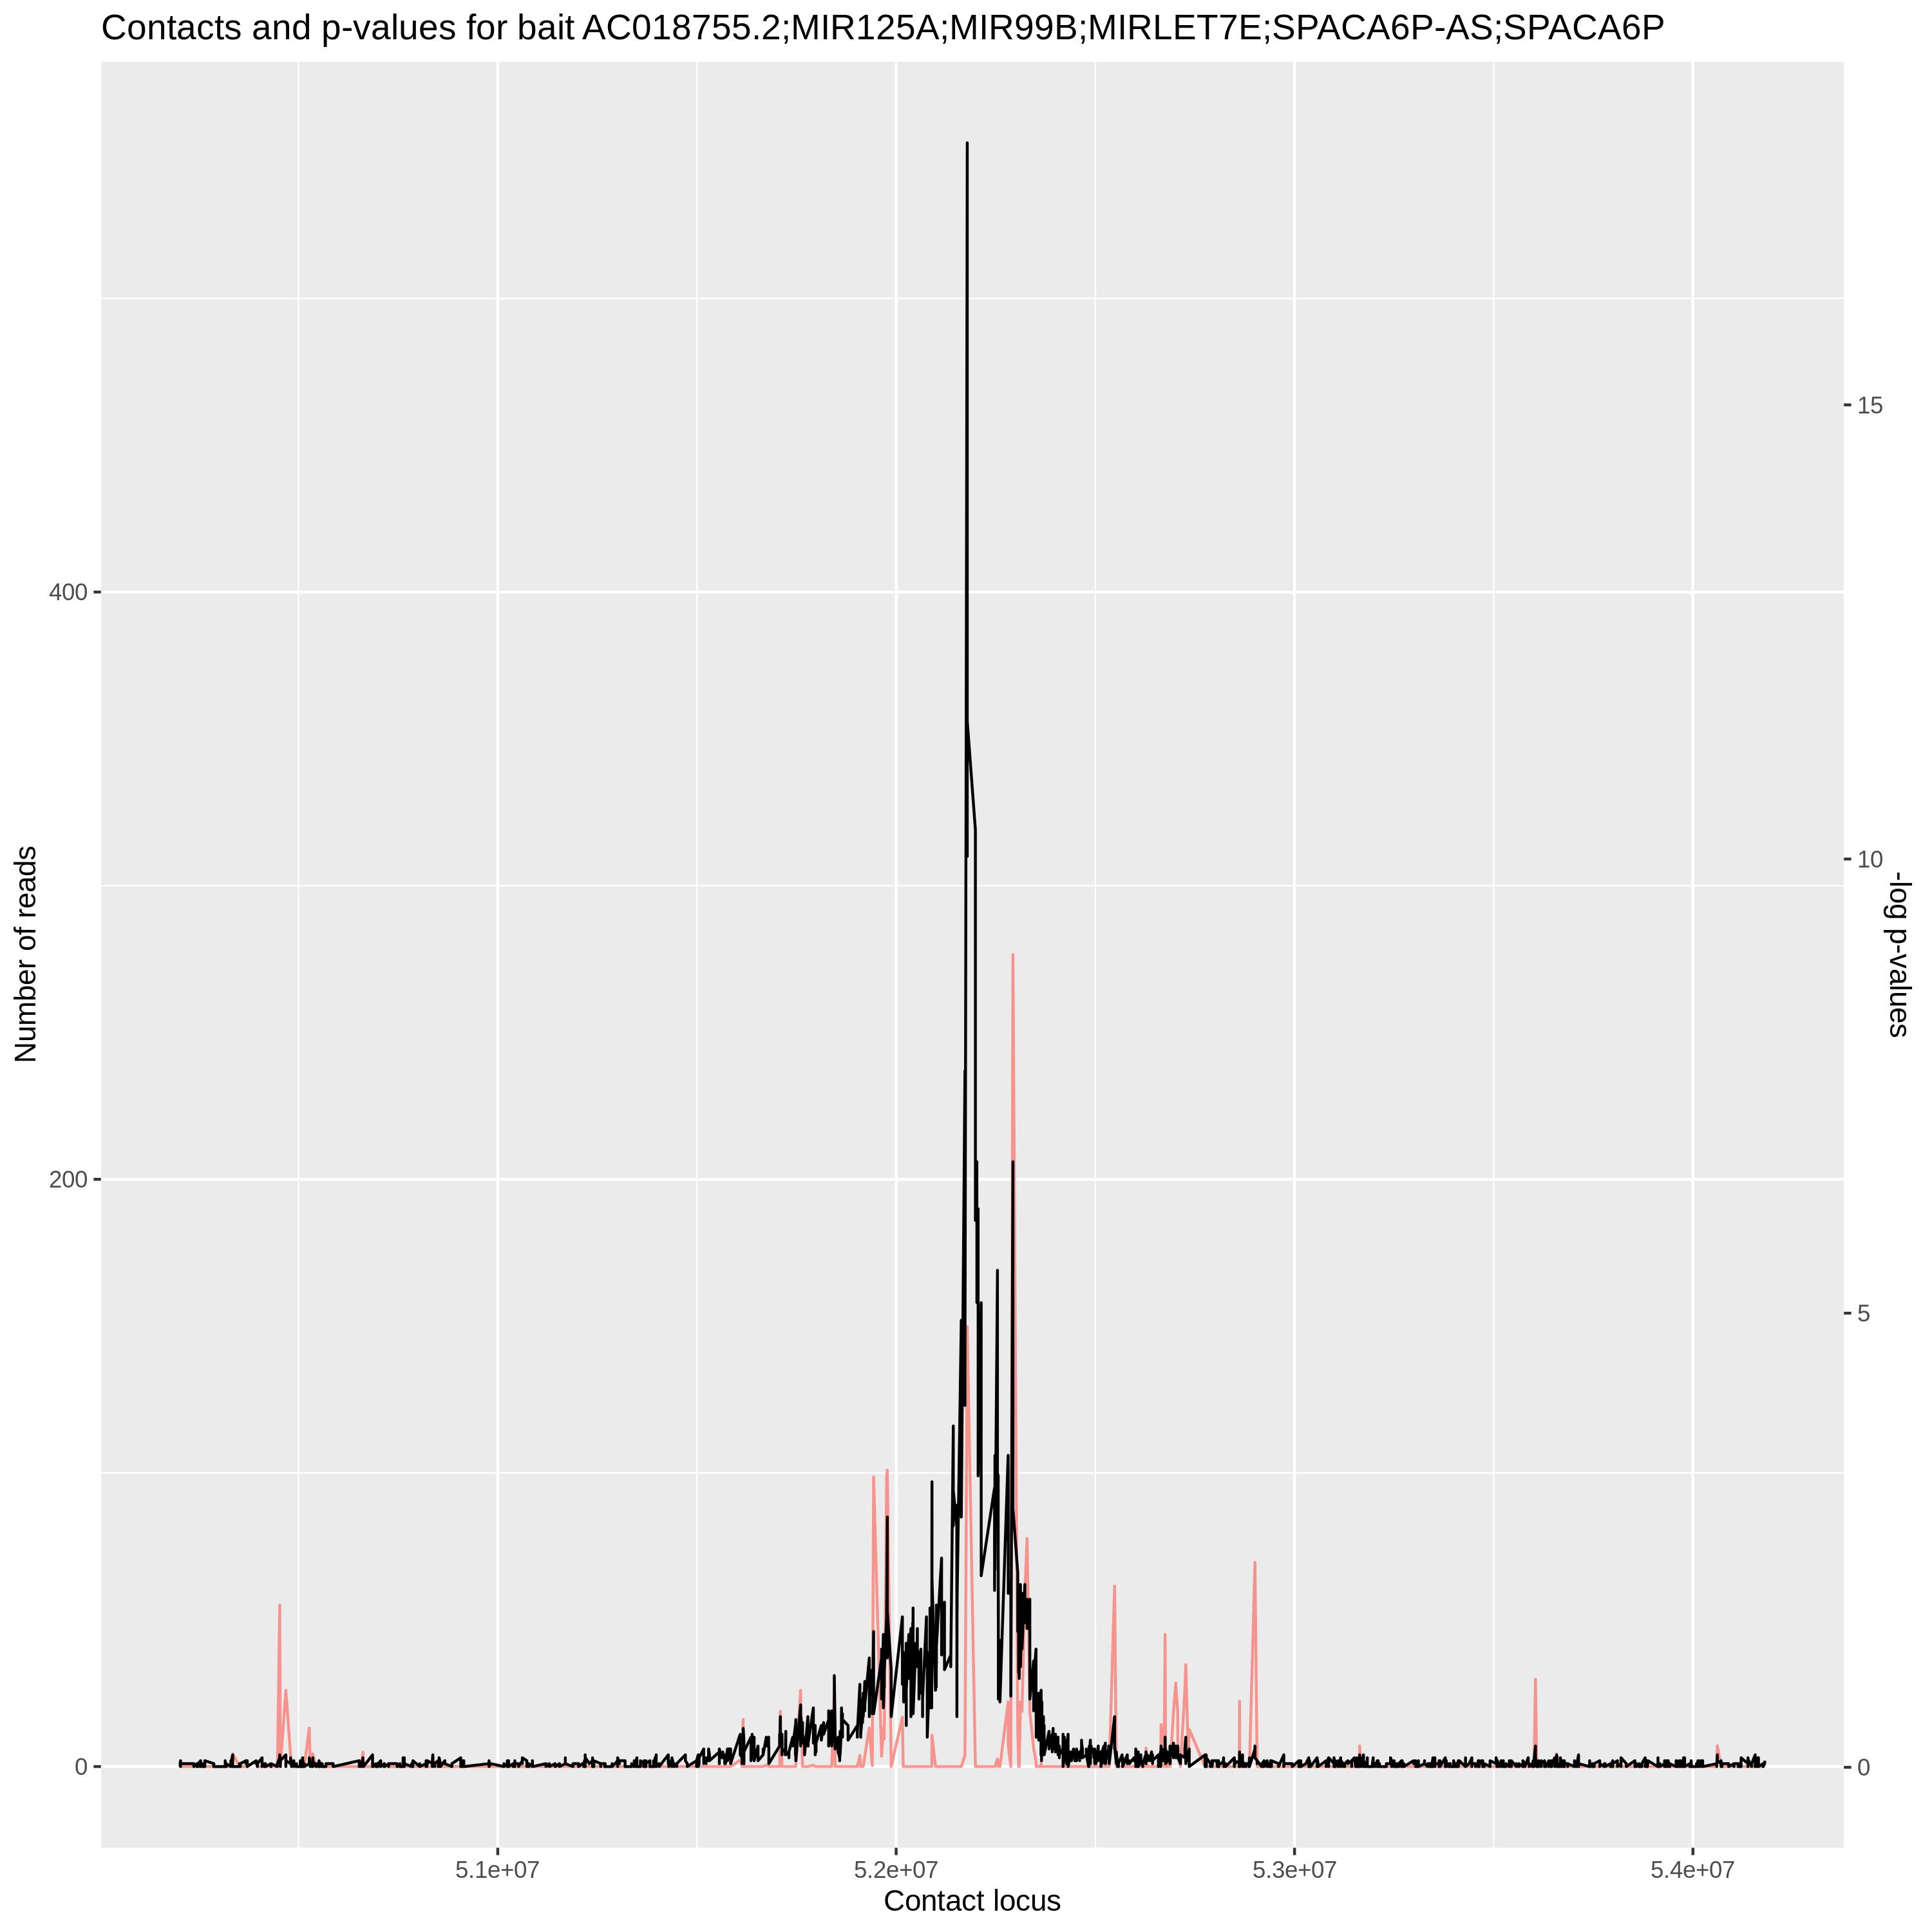 Contacts and p-values for bait AC018755.2;MIR125A;MIR99B;MIRLET7E;SPACA6P-AS;SPACA6P
Number of reads
400
200
0
15
10
5
0
-log p-values
5.1e+07
5.2e+07
5.3e+07
5.4e+07
Contact locus